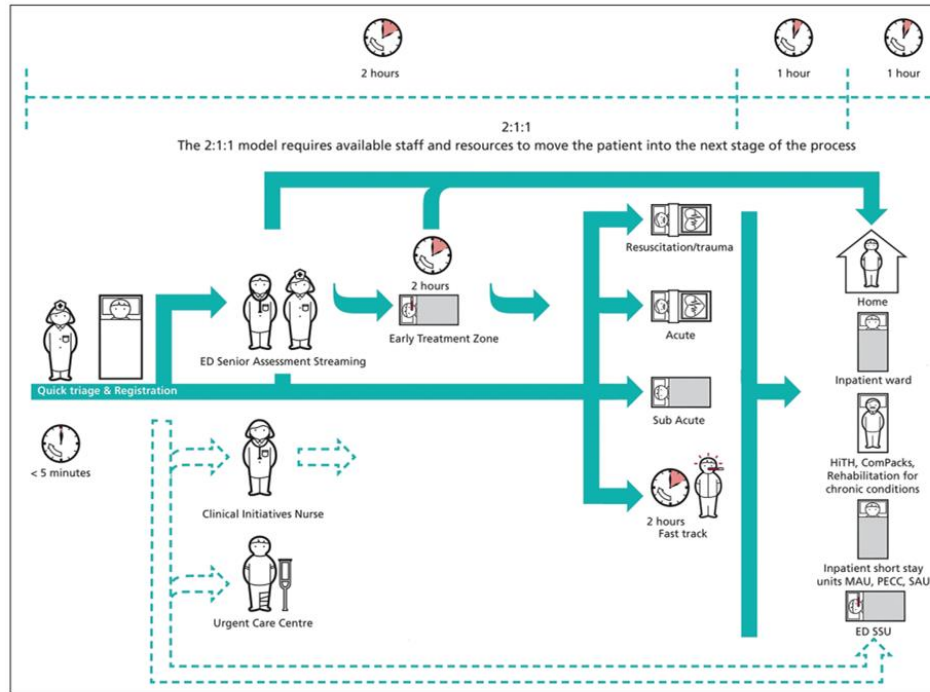 2 hours
1 hour
1 hour
2:1:1
The 2:1:1 model requires available staff and resources to move the patient into the next stage of the process
Resuscitation/trauma
2 hours
Home
ED Senior Assessment Streaming
Early Treatment Zone
Acute
Inpatient ward
Quick triage & Registration
Sub Acute
< 5 minutes
HiTH, ComPacks,
Rehabilitation for
chronic conditions
Clinical Initiatives Nurse
2 hours
Fast track
Inpatient short stay
units MAU, PECC, SAU
Urgent Care Centre
ED SSU